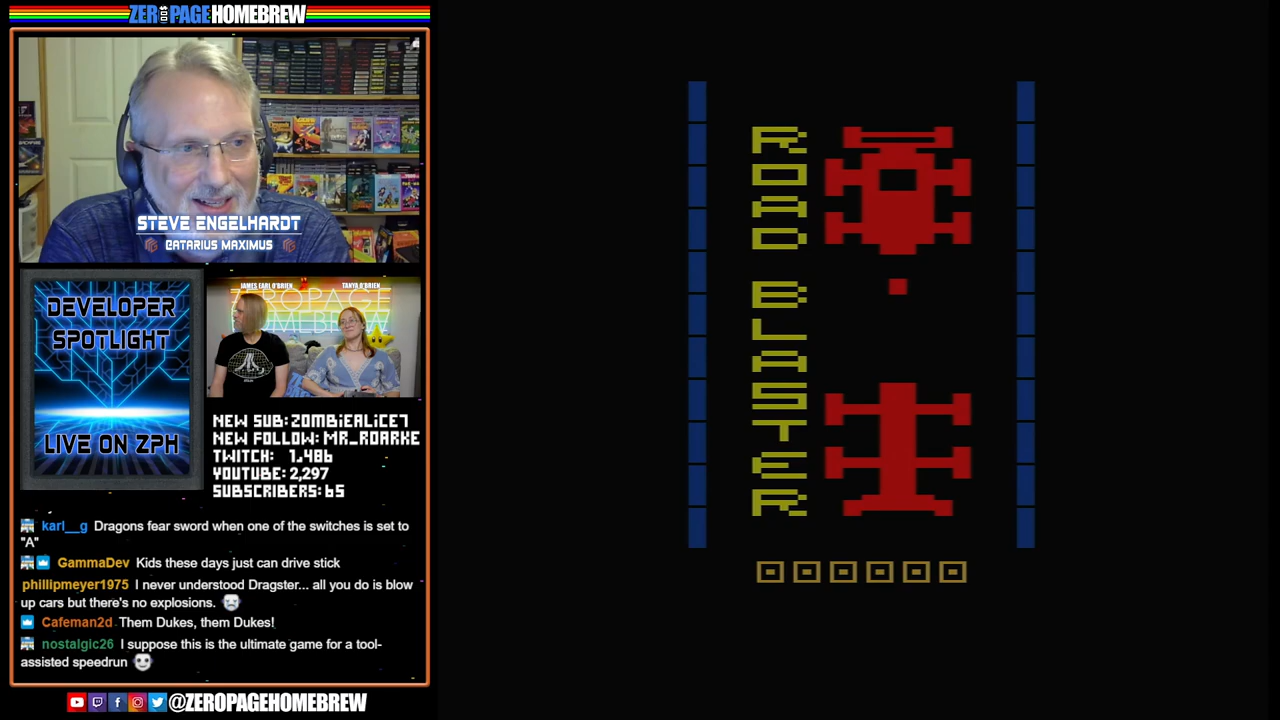 ZEROPAGE HOMEBREW
STEVE ENGELHARDT
@ATARIUS MAXIMUS
DEVELOPER
SPOTLIGHT
LIVE ON ZPH
JAMES EARL O'BRIEN
TANYA O'BRIEN
ZEROPAGE
HOMEBREW
NEW SUB: ZOMBIEALICE7
NEW FOLLOW: MR_ROARKE
TWITCH: 1,486
YOUTUBE: 2,297
SUBSCRIBERS: 65
karl__g Dragons fear sword when one of the switches is set to
"A"
GammaDev Kids these days just can drive stick
phillipmeyer1975 I never understood Dragster... all you do is blow
up cars but there's no explosions.
Cafeman2d Them Dukes, them Dukes!
nostalgic26 I suppose this is the ultimate game for a tool-
assisted speedrun
@ZEROPAGEHOMEBREW
ROAD
BLASTER